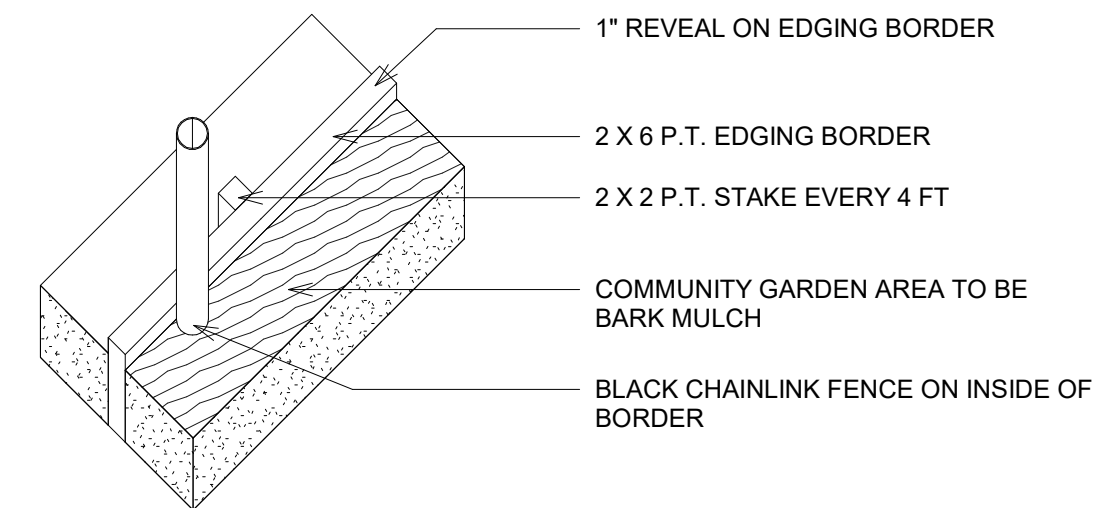 1" REVEAL ON EDGING BORDER
2 X 6 P.T. EDGING BORDER
2 X 2 P.T. STAKE EVERY 4 FT
COMMUNITY GARDEN AREA TO BE
BARK MULCH
BLACK CHAINLINK FENCE ON INSIDE OF
BORDER